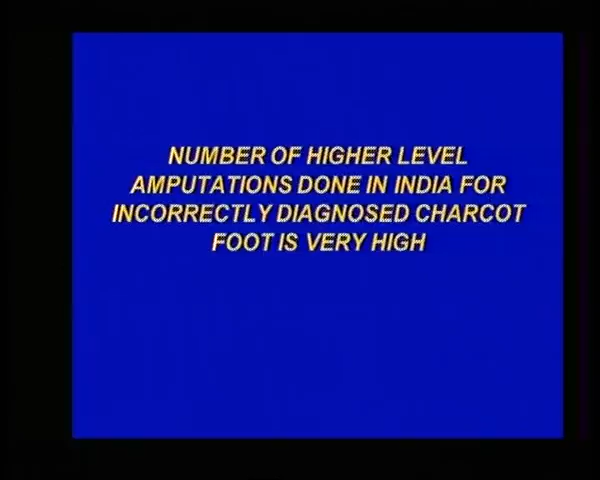 NUMBER OF HIGHER LEVEL
AMPUTATIONS DONE IN INDIA FOR
INCORRECTLY DIAGNOSED CHARCOT
FOOT IS VERY HIGH